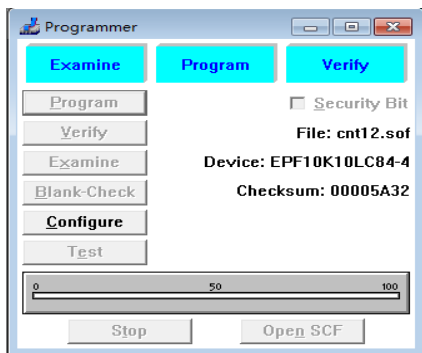 Programmer
Examine Program Verify
Program Security Bit
Verify File: cnt12.sof
Examine Device: EPF10K10LC84-4
Blank-Check Checksum: 00005A32
Configure
Test
0 50 100
Stop Open SCF